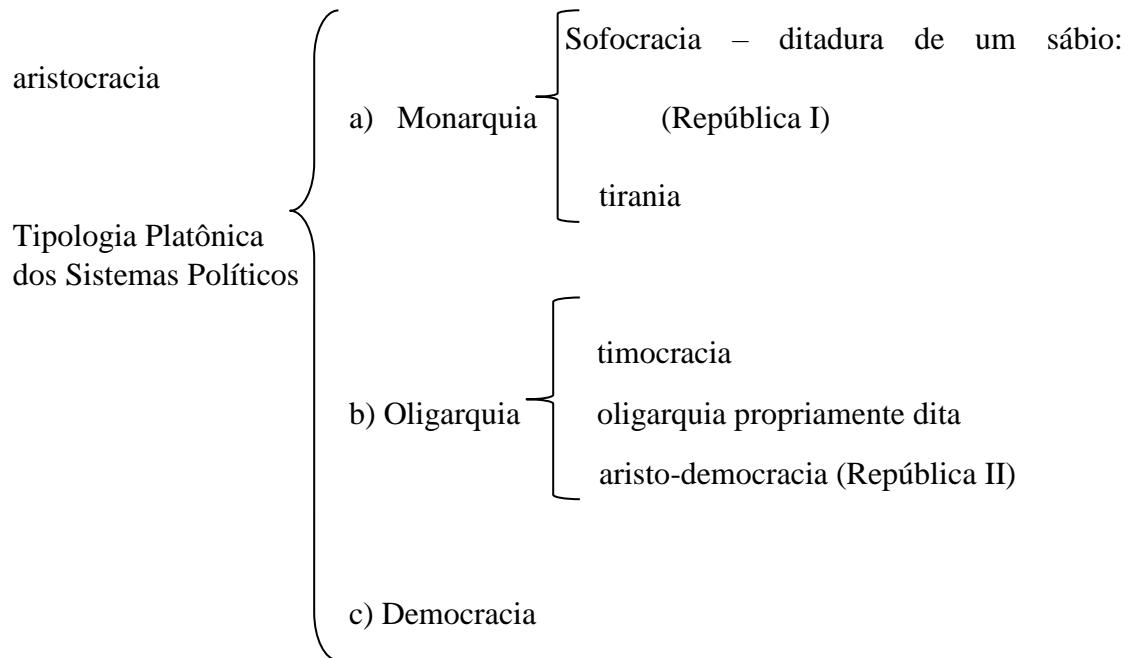 Sofocracia – ditadura de um sábio:
aristocracia
a) Monarquia
(República I)
tirania
Tipologia Platônica
dos Sistemas Políticos
timocracia
b) Oligarquia
oligarquia propriamente dita
aristo-democracia (República II)
c) Democracia